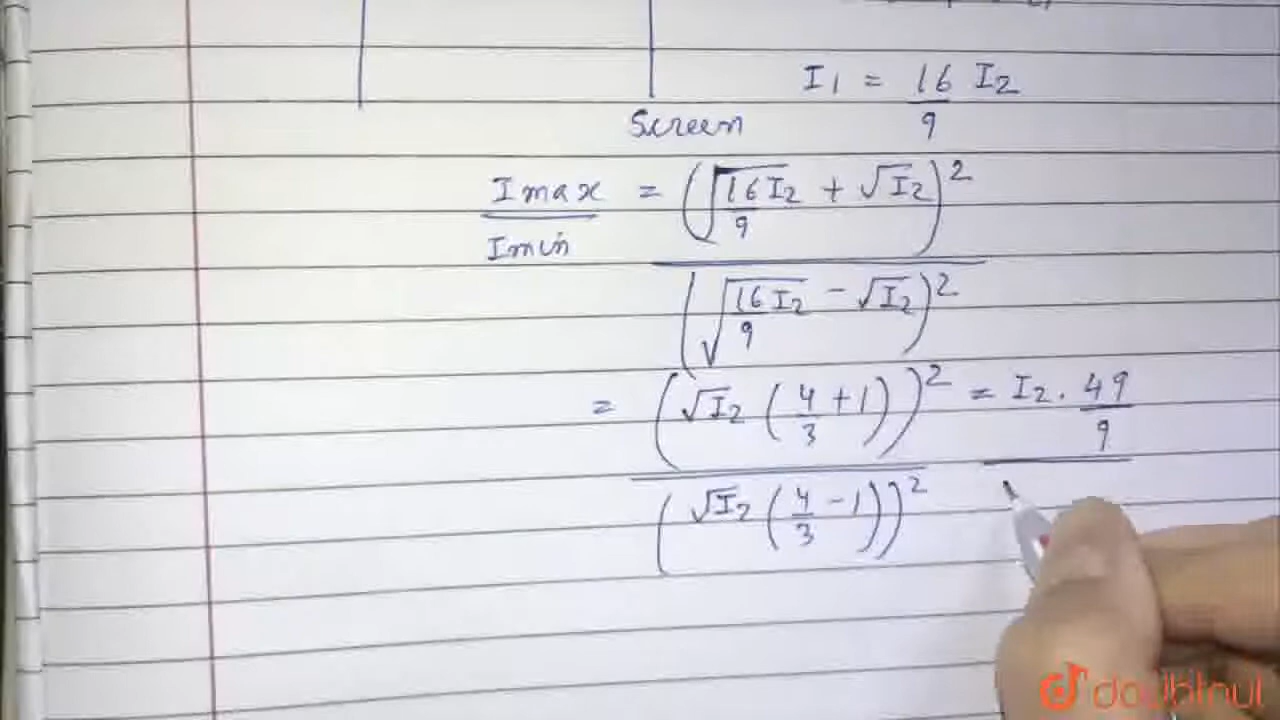 I1 = 16/9 I2
Screen
Imax/Imin = (√(16I2/9) + √I2)^2
/ (√(16I2/9) - √I2)^2
= (√I2 (4/3 + 1))^2 / (√I2 (4/3 - 1))^2 = I2 . 49/9
doubtnut